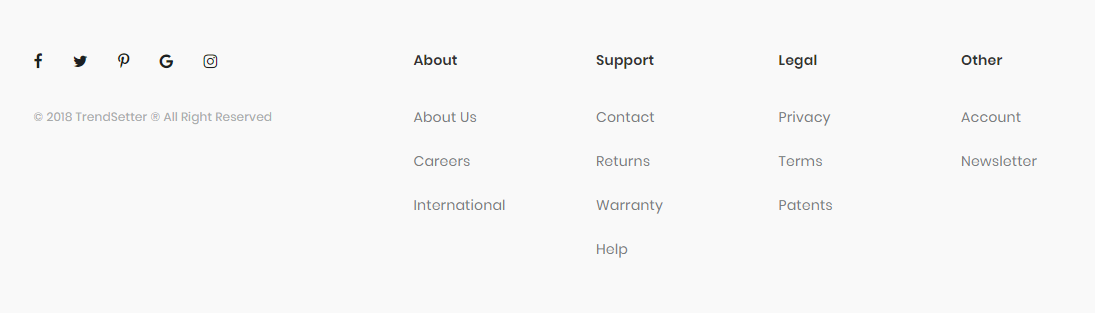 © 2018 TrendSetter ® All Right Reserved
About
About Us
Careers
International
Support
Contact
Returns
Warranty
Help
Legal
Privacy
Terms
Patents
Other
Account
Newsletter